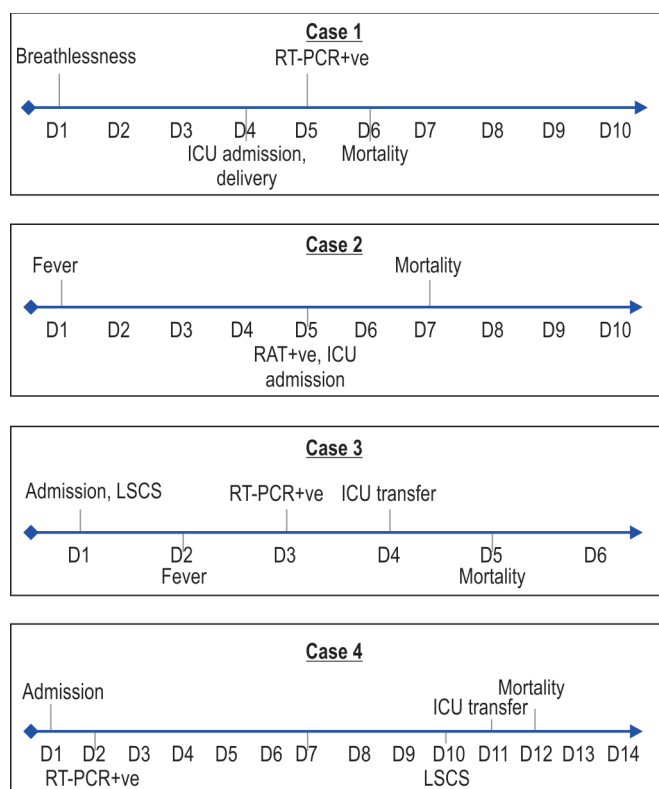 Case 1
Breathlessness RT-PCR+ve
D1 D2 D3 D4 D5 D6 D7 D8 D9 D10
ICU admission, Mortality
delivery
Case 2
Fever Mortality
D1 D2 D3 D4 D5 D6 D7 D8 D9 D10
RAT+ve, ICU
admission
Case 3
Admission, LSCS RT-PCR+ve ICU transfer
D1 D2 D3 D4 D5 D6
Fever Mortality
Case 4
Admission Mortality
ICU transfer
D1 D2 D3 D4 D5 D6 D7 D8 D9 D10 D11 D12 D13 D14
RT-PCR+ve LSCS